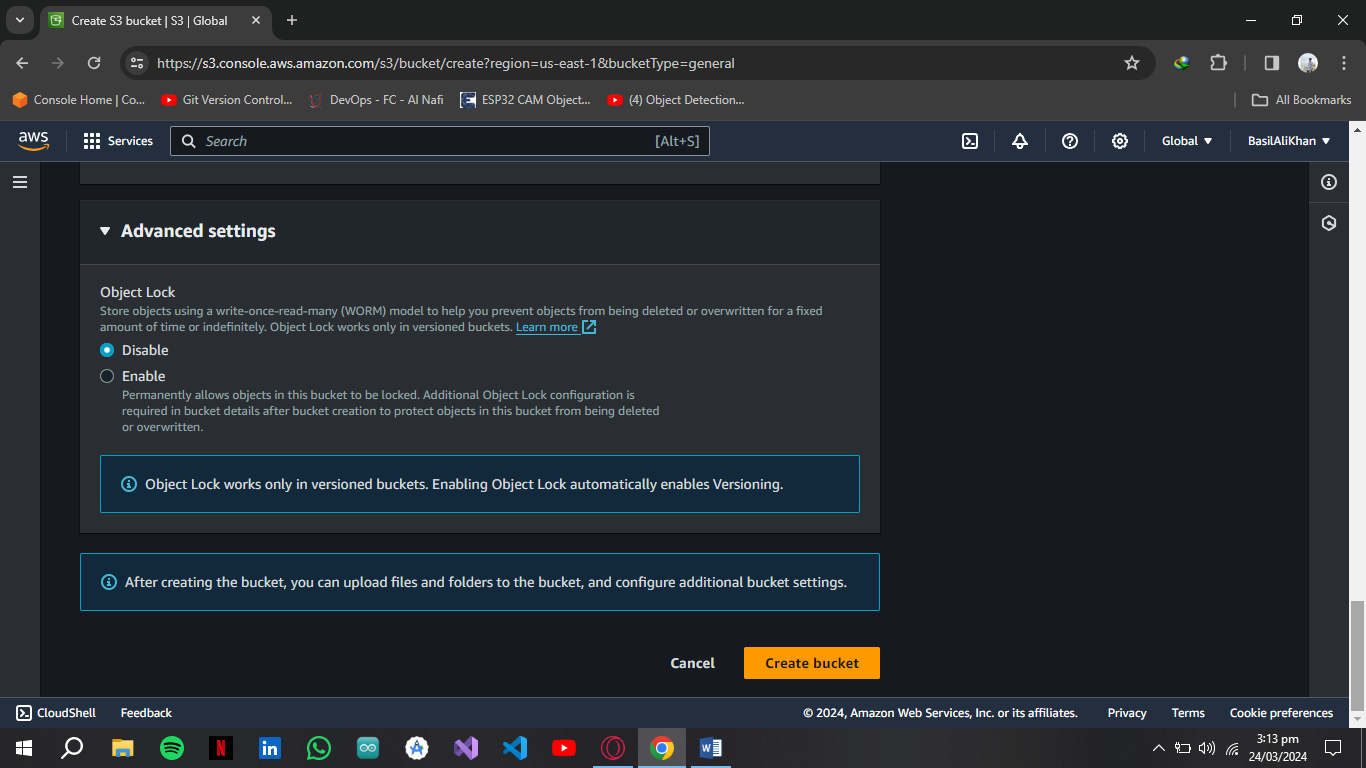 Create S3 bucket | S3 | Global
https://s3.console.aws.amazon.com/s3/bucket/create?region=us-east-1&bucketType=general
Console Home | Co...
Git Version Control...
DevOps - FC - Al Nafi
ESP32 CAM Object...
(4) Object Detection...
All Bookmarks
aws
Services
Search
[Alt+S]
Global
BasilAliKhan
Advanced settings
Object Lock
Store objects using a write-once-read-many (WORM) model to help you prevent objects from being deleted or overwritten for a fixed
amount of time or indefinitely. Object Lock works only in versioned buckets. Learn more
Disable
Enable
Permanently allows objects in this bucket to be locked. Additional Object Lock configuration is
required in bucket details after bucket creation to protect objects in this bucket from being deleted
or overwritten.
Object Lock works only in versioned buckets. Enabling Object Lock automatically enables Versioning.
After creating the bucket, you can upload files and folders to the bucket, and configure additional bucket settings.
Cancel
Create bucket
CloudShell
Feedback
© 2024, Amazon Web Services, Inc. or its affiliates.
Privacy
Terms
Cookie preferences
3:13 pm
24/03/2024